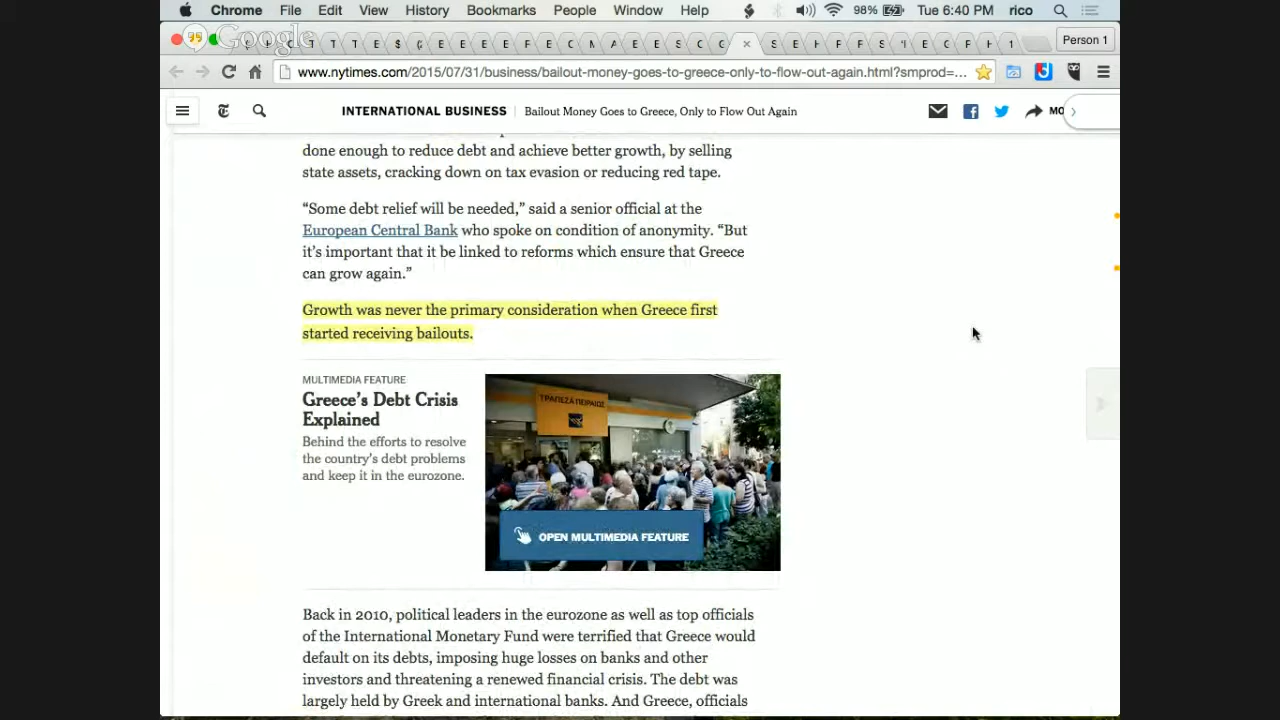 Chrome File Edit View History Bookmarks People Window Help 98% Tue 6:40 PM rico
Google
T T T E $ E E E E F E C M A E E S C C S E H F F S E C F H 1 Person 1
www.nytimes.com/2015/07/31/business/bailout-money-goes-to-greece-only-to-flow-out-again.html?smprod=...
INTERNATIONAL BUSINESS | Bailout Money Goes to Greece, Only to Flow Out Again
done enough to reduce debt and achieve better growth, by selling
state assets, cracking down on tax evasion or reducing red tape.
“Some debt relief will be needed,” said a senior official at the
European Central Bank who spoke on condition of anonymity. “But
it’s important that it be linked to reforms which ensure that Greece
can grow again.”
Growth was never the primary consideration when Greece first
started receiving bailouts.
MULTIMEDIA FEATURE
Greece’s Debt Crisis
Explained
Behind the efforts to resolve
the country’s debt problems
and keep it in the eurozone.
ΤΡΑΠΕΖΑ ΠΕΙΡΑΙΩΣ
OPEN MULTIMEDIA FEATURE
Back in 2010, political leaders in the eurozone as well as top officials
of the International Monetary Fund were terrified that Greece would
default on its debts, imposing huge losses on banks and other
investors and threatening a renewed financial crisis. The debt was
largely held by Greek and international banks. And Greece, officials